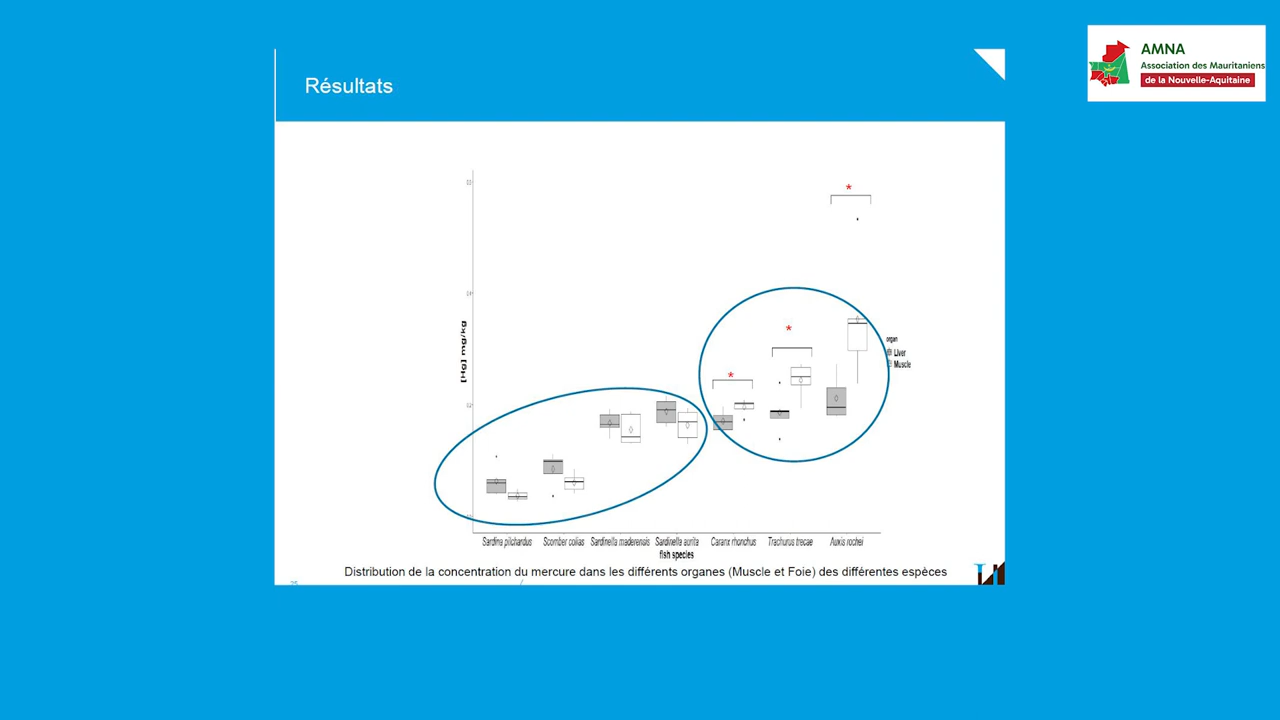 AMNA
Association des Mauritaniens
de la Nouvelle-Aquitaine
Résultats
*
*
*
[Hg] mg/kg
organ
Liver
Muscle
Sardina pilchardus
Scomber colias
Sardinella maderensis
Sardinella aurita
Caranx rhonchus
Trachurus trecae
Auxis rochei
fish species
Distribution de la concentration du mercure dans les différents organes (Muscle et Foie) des différentes espèces